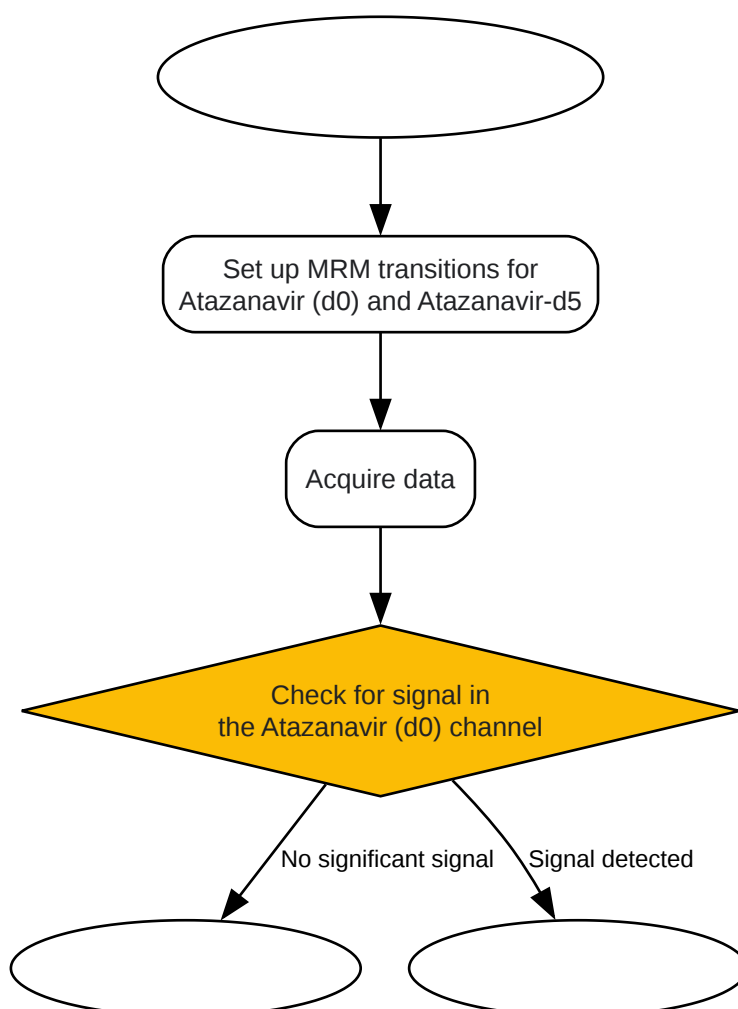 Set up MRM transitions for
Atazanavir (d0) and Atazanavir-d5
Acquire data
Check for signal in
the Atazanavir (d0) channel
No significant signal
Signal detected